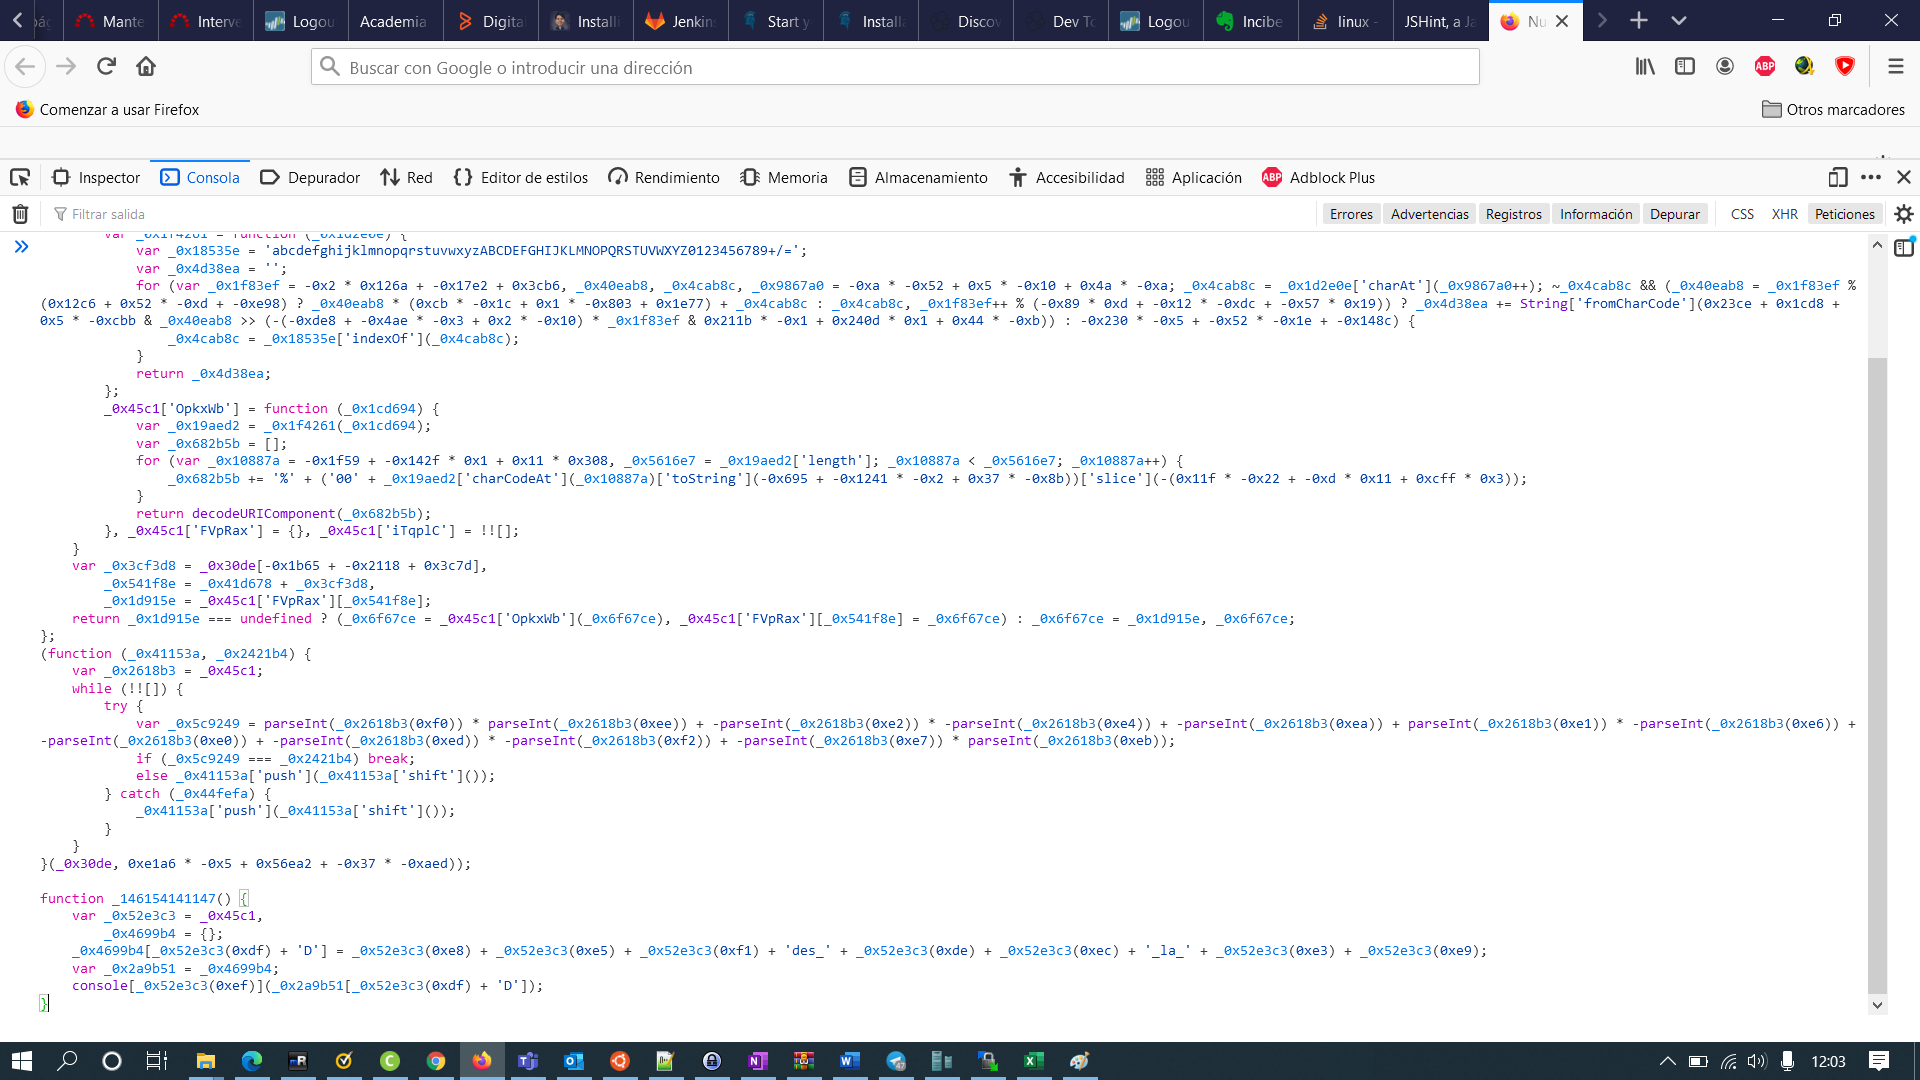 Mante
Interve
Logou
Academia
Digita
Installi
Jenkins
Start y
Installa
Discov
Dev To
Logou
Incibe
linux -
JSHint, a Ja
Nu
Buscar con Google o introducir una dirección
ABP
Comenzar a usar Firefox
Otros marcadores
Inspector
Consola
Depurador
Red
Editor de estilos
Rendimiento
Memoria
Almacenamiento
Accesibilidad
Aplicación
ABP Adblock Plus
Filtrar salida
Errores
Advertencias
Registros
Información
Depurar
CSS
XHR
Peticiones
var _0x1f4261 = function (_0x1d2e0e) {
var _0x18535e = 'abcdefghijklmnopqrstuvwxyzABCDEFGHIJKLMNOPQRSTUVWXYZ0123456789+/=';
var _0x4d38ea = '';
for (var _0x1f83ef = -0x2 * 0x126a + -0x17e2 + 0x3cb6, _0x40eab8, _0x4cab8c, _0x9867a0 = -0xa * -0x52 + 0x5 * -0x10 + 0x4a * -0xa; _0x4cab8c = _0x1d2e0e['charAt'](_0x9867a0++); ~_0x4cab8c && (_0x40eab8 = _0x1f83ef %
(0x12c6 + 0x52 * -0xd + -0xe98) ? _0x40eab8 * (0xcb * -0x1c + 0x1 * -0x803 + 0x1e77) + _0x4cab8c : _0x4cab8c, _0x1f83ef++ % (-0x89 * 0xd + -0x12 * -0xdc + -0x57 * 0x19)) ? _0x4d38ea += String['fromCharCode'](0x23ce + 0x1cd8 +
0x5 * -0xcbb & _0x40eab8 >> (-(-0xde8 + -0x4ae * -0x3 + 0x2 * -0x10) * _0x1f83ef & 0x211b * -0x1 + 0x240d * 0x1 + 0x44 * -0xb)) : -0x230 * -0x5 + -0x52 * -0x1e + -0x148c) {
_0x4cab8c = _0x18535e['indexOf'](_0x4cab8c);
}
return _0x4d38ea;
};
_0x45c1['OpkxWb'] = function (_0x1cd694) {
var _0x19aed2 = _0x1f4261(_0x1cd694);
var _0x682b5b = [];
for (var _0x10887a = -0x1f59 + -0x142f * 0x1 + 0x11 * 0x308, _0x5616e7 = _0x19aed2['length']; _0x10887a < _0x5616e7; _0x10887a++) {
_0x682b5b += '%' + ('00' + _0x19aed2['charCodeAt'](_0x10887a)['toString'](-0x695 + -0x1241 * -0x2 + 0x37 * -0x8b))['slice'](-(0x11f * -0x22 + -0xd * 0x11 + 0xcff * 0x3));
}
return decodeURIComponent(_0x682b5b);
}, _0x45c1['FVpRax'] = {}, _0x45c1['iTqplC'] = !![];
}
var _0x3cf3d8 = _0x30de[-0x1b65 + -0x2118 + 0x3c7d],
_0x541f8e = _0x41d678 + _0x3cf3d8,
_0x1d915e = _0x45c1['FVpRax'][_0x541f8e];
return _0x1d915e === undefined ? (_0x6f67ce = _0x45c1['OpkxWb'](_0x6f67ce), _0x45c1['FVpRax'][_0x541f8e] = _0x6f67ce) : _0x6f67ce = _0x1d915e, _0x6f67ce;
};
(function (_0x41153a, _0x2421b4) {
var _0x2618b3 = _0x45c1;
while (!![]) {
try {
var _0x5c9249 = parseInt(_0x2618b3(0xf0)) * parseInt(_0x2618b3(0xee)) + -parseInt(_0x2618b3(0xe2)) * -parseInt(_0x2618b3(0xe4)) + -parseInt(_0x2618b3(0xea)) + parseInt(_0x2618b3(0xe1)) * -parseInt(_0x2618b3(0xe6)) +
-parseInt(_0x2618b3(0xe0)) + -parseInt(_0x2618b3(0xed)) * -parseInt(_0x2618b3(0xf2)) + -parseInt(_0x2618b3(0xe7)) * parseInt(_0x2618b3(0xeb));
if (_0x5c9249 === _0x2421b4) break;
else _0x41153a['push'](_0x41153a['shift']());
} catch (_0x44fefa) {
_0x41153a['push'](_0x41153a['shift']());
}
}
}(_0x30de, 0xe1a6 * -0x5 + 0x56ea2 + -0x37 * -0xaed));
function _146154141147() {
var _0x52e3c3 = _0x45c1,
_0x4699b4 = {};
_0x4699b4[_0x52e3c3(0xdf) + 'D'] = _0x52e3c3(0xe8) + _0x52e3c3(0xe5) + _0x52e3c3(0xf1) + 'des_' + _0x52e3c3(0xde) + _0x52e3c3(0xec) + '_la_' + _0x52e3c3(0xe3) + _0x52e3c3(0xe9);
var _0x2a9b51 = _0x4699b4;
console[_0x52e3c3(0xef)](_0x2a9b51[_0x52e3c3(0xdf) + 'D']);
}
12:03